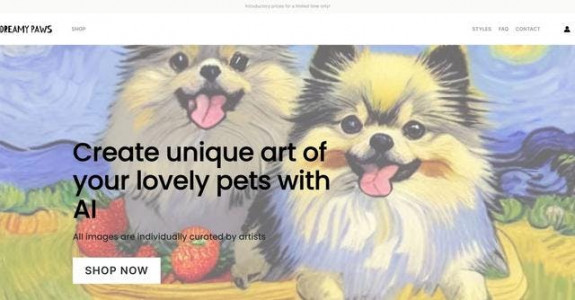 Introductory prices for a limited time only!
DREAMY PAWS
SHOP
STYLES FAQ CONTACT
Create unique art of
your lovely pets with
AI
All images are individually curated by artists
SHOP NOW